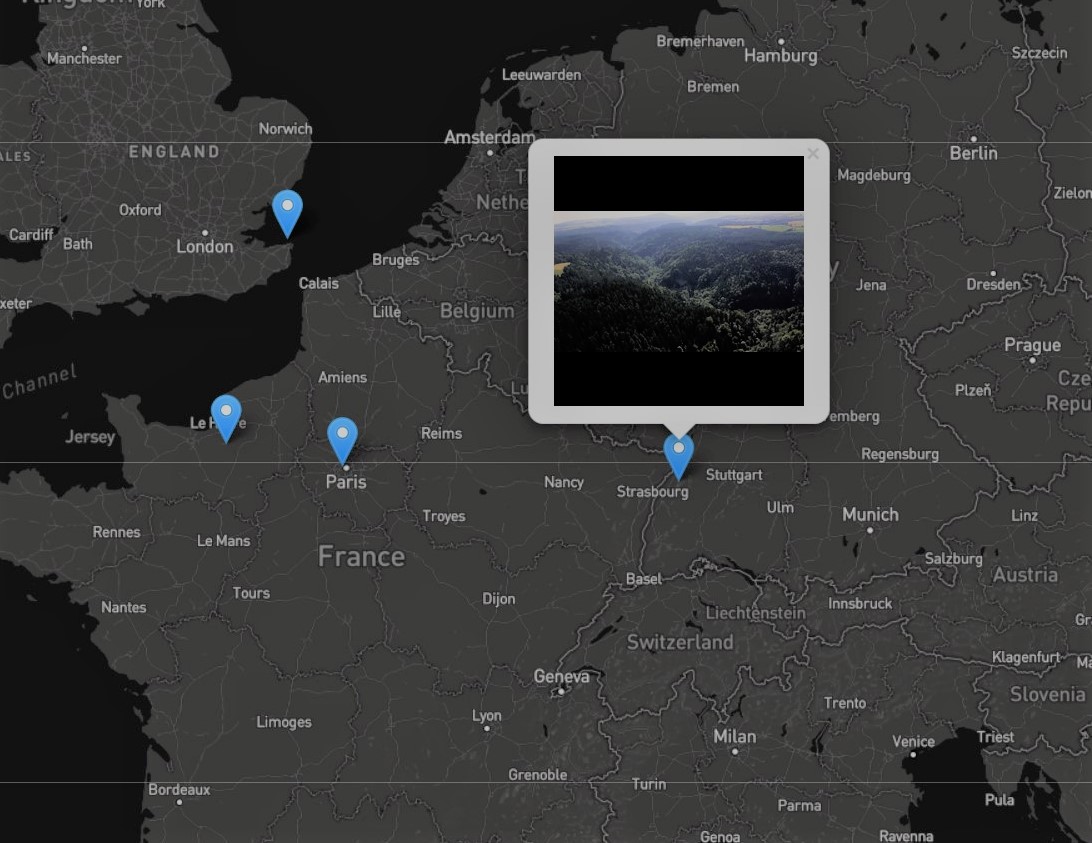 Kingdom
York
Manchester
Bremerhaven
Hamburg
Szczecin
Leeuwarden
Bremen
Norwich
Amsterdam
ALES
ENGLAND
Berlin
Magdeburg
Zielon
Oxford
Nethe
Cardiff
Bath
London
Bruges
Calais
Jena
Dresden
xeter
Lille
Belgium
Prague
Channel
Amiens
Lu
Plzeň
Cze
Repu
Jersey
Le H re
Reims
emberg
Regensburg
Paris
Nancy
Strasbourg
Stuttgart
Ulm
Munich
Linz
Troyes
Rennes
Le Mans
France
Salzburg
Austria
Basel
Nantes
Tours
Dijon
Liechtenstein
Innsbruck
Gr
Switzerland
Klagenfurt
Ma
Geneva
Slovenia
Limoges
Lyon
Trento
Milan
Venice
Triest
Grenoble
Turin
Bordeaux
Parma
Pula
Genoa
Ravenna